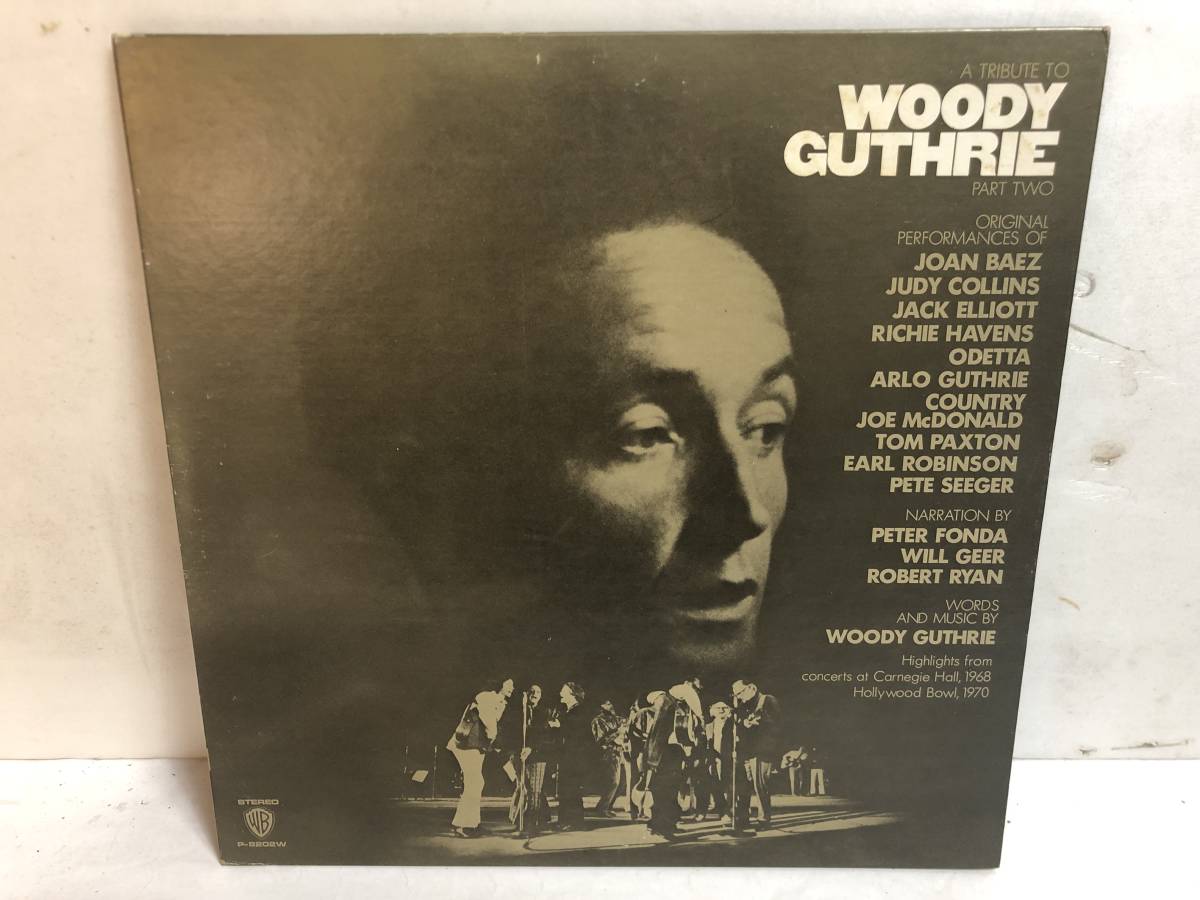 A TRIBUTE TO
WOODY
GUTHRIE
PART TWO
ORIGINAL
PERFORMANCES OF
JOAN BAEZ
JUDY COLLINS
JACK ELLIOTT
RICHIE HAVENS
ODETTA
ARLO GUTHRIE
COUNTRY
JOE McDONALD
TOM PAXTON
EARL ROBINSON
PETE SEEGER
NARRATION BY
PETER FONDA
WILL GEER
ROBERT RYAN
WORDS
AND MUSIC BY
WOODY GUTHRIE
Highlights from
concerts at Carnegie Hall, 1968
Hollywood Bowl, 1970
STEREO
WB
P-8202W